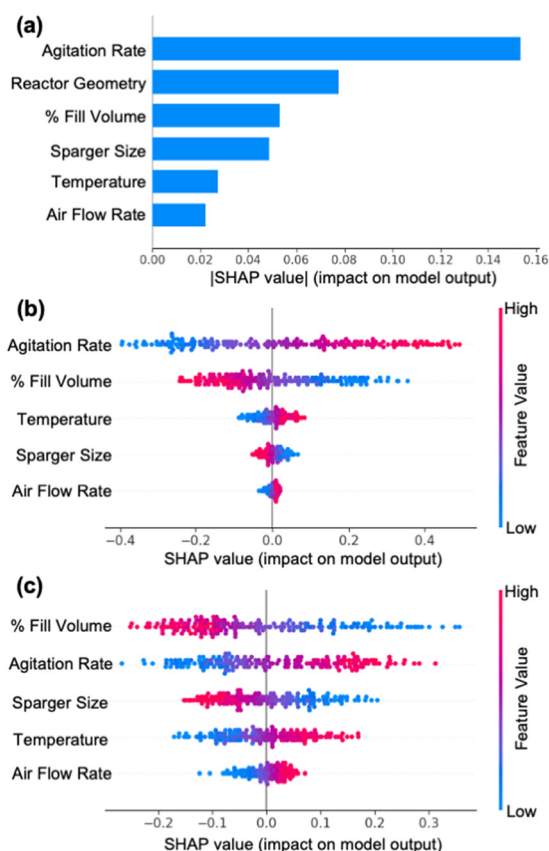 (a)
Agitation Rate
Reactor Geometry
% Fill Volume
Sparger Size
Temperature
Air Flow Rate
0.00 0.02 0.04 0.06 0.08 0.10 0.12 0.14 0.16
|SHAP value| (impact on model output)
(b)
High
Agitation Rate
% Fill Volume
Temperature
Sparger Size
Air Flow Rate
Feature Value
Low
−0.4 −0.2 0.0 0.2 0.4
SHAP value (impact on model output)
(c)
High
% Fill Volume
Agitation Rate
Sparger Size
Temperature
Air Flow Rate
Feature Value
Low
−0.2 −0.1 0.0 0.1 0.2 0.3
SHAP value (impact on model output)